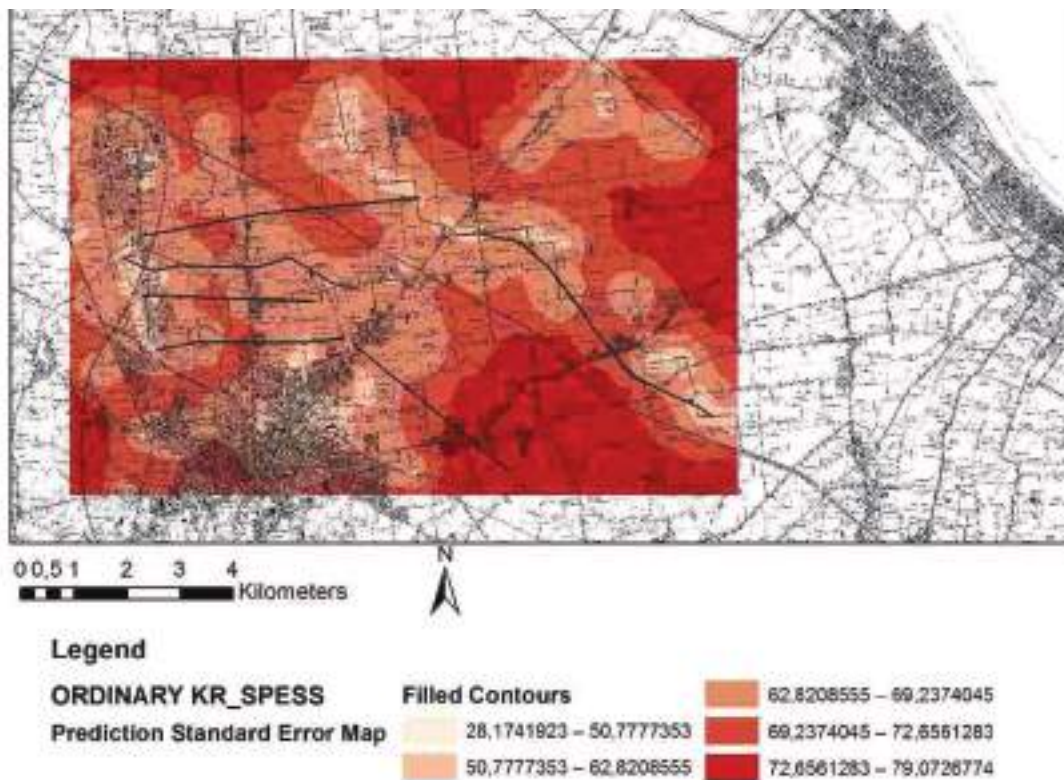 N
0 0,5 1 2 3 4
Kilometers
Legend
ORDINARY KR_SPESS
Prediction Standard Error Map
Filled Contours
28,1741923 – 50,7777353
50,7777353 – 62,8208555
62,8208555 – 69,2374045
69,2374045 – 72,6561283
72,6561283 – 79,0726774